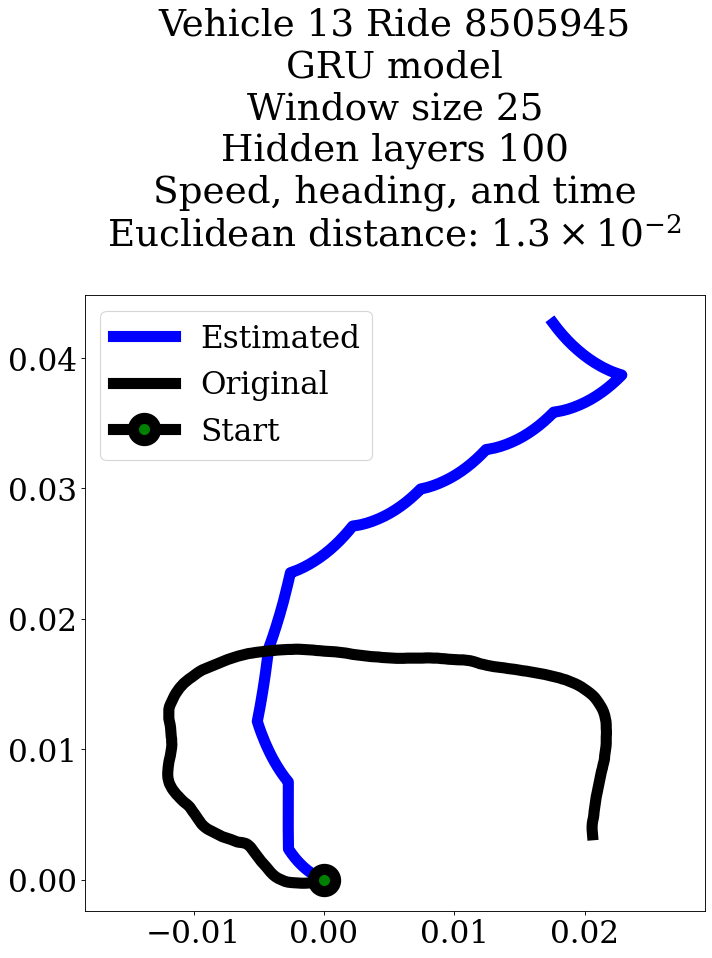 Vehicle 13 Ride 8505945
GRU model
Window size 25
Hidden layers 100
Speed, heading, and time
Euclidean distance: 1.3 × 10⁻²
Estimated
Original
Start
0.04
0.03
0.02
0.01
0.00
−0.01 0.00 0.01 0.02